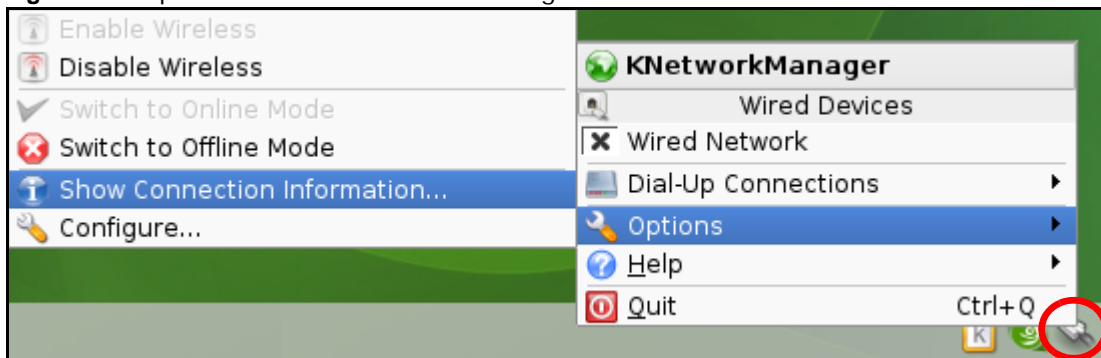 Enable Wireless
Disable Wireless
Switch to Online Mode
Switch to Offline Mode
Show Connection Information...
Configure...
KNetworkManager
Wired Devices
Wired Network
Dial-Up Connections
Options
Help
Quit Ctrl+Q
K